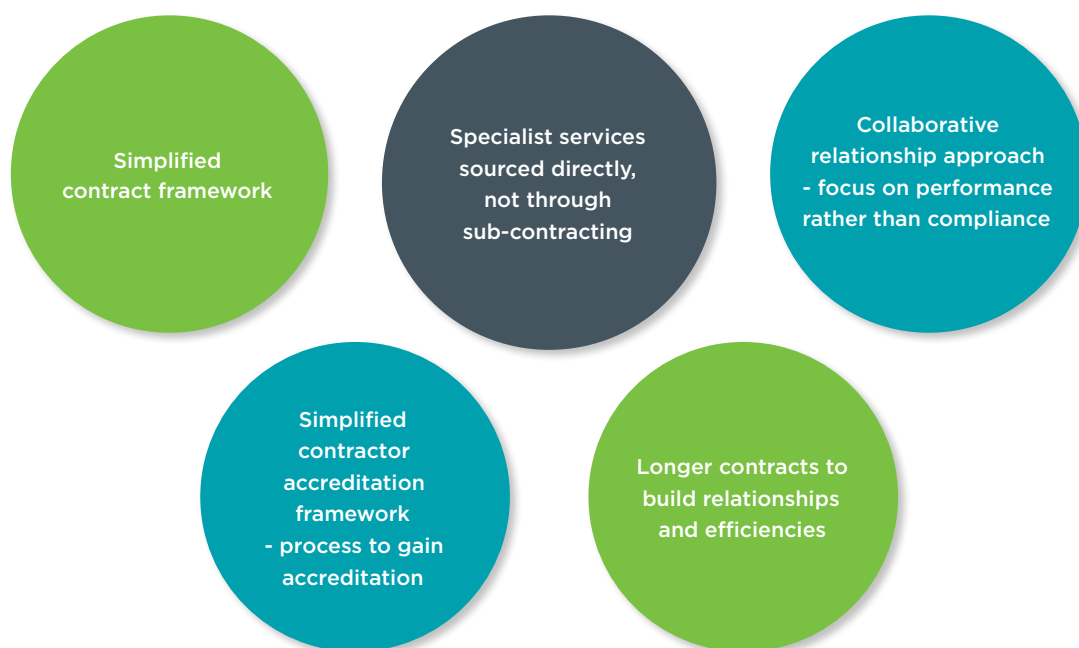 Simplified
contract framework
Specialist services
sourced directly,
not through
sub-contracting
Collaborative
relationship approach
- focus on performance
rather than compliance
Simplified
contractor
accreditation
framework
- process to gain
accreditation
Longer contracts to
build relationships
and efficiencies